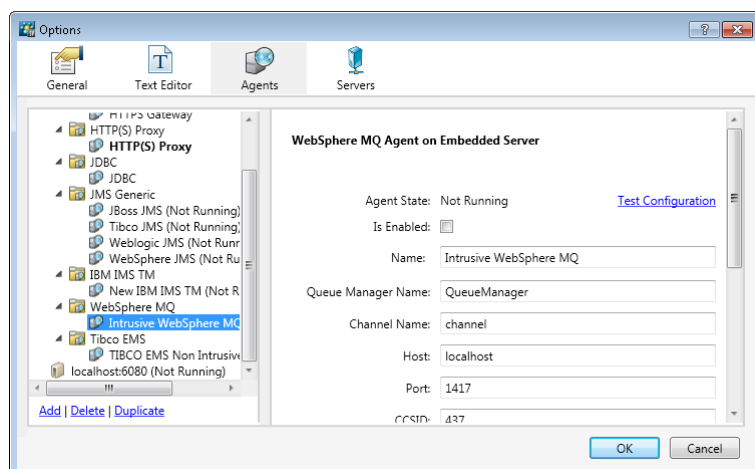 Options
General
Text Editor
Agents
Servers
HTTPS Gateway
HTTP(S) Proxy
HTTP(S) Proxy
JDBC
JDBC
JMS Generic
JBoss JMS (Not Running)
Tibco JMS (Not Running)
Weblogic JMS (Not Runr
WebSphere JMS (Not Ru
IBM IMS TM
New IBM IMS TM (Not R
WebSphere MQ
Intrusive WebSphere MQ
Tibco EMS
TIBCO EMS Non Intrusive
localhost:6080 (Not Running)
Add | Delete | Duplicate
WebSphere MQ Agent on Embedded Server
Agent State: Not Running Test Configuration
Is Enabled:
Name: Intrusive WebSphere MQ
Queue Manager Name: QueueManager
Channel Name: channel
Host: localhost
Port: 1417
CCSID: 437
OK Cancel